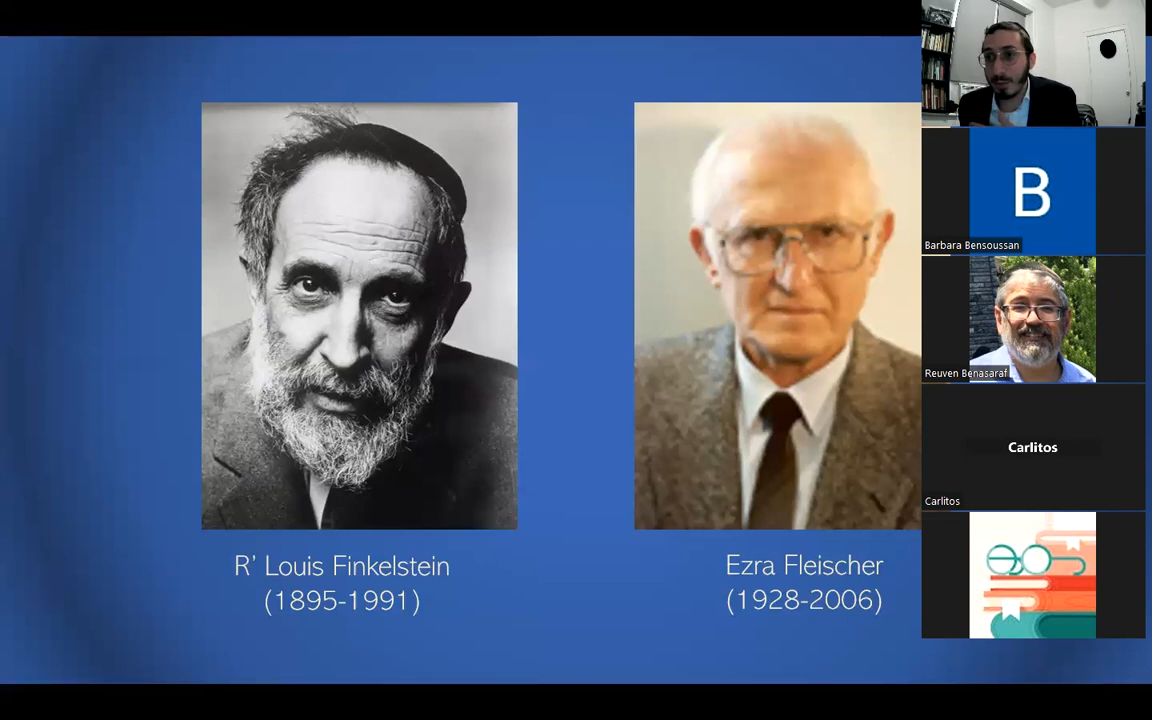 R’ Louis Finkelstein
(1895-1991)
Ezra Fleischer
(1928-2006)
B
Barbara Bensoussan
Reuven Benasaraf
Carlitos
Carlitos